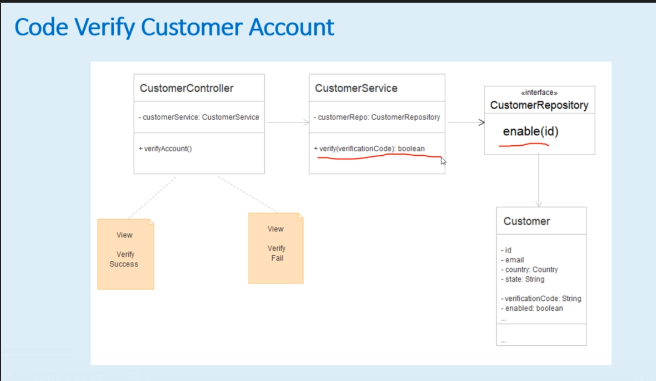 Code Verify Customer Account
CustomerController
- customerService: CustomerService
+ verifyAccount()
CustomerService
- customerRepo: CustomerRepository
+ verify(verificationCode): boolean
«interface»
CustomerRepository
enable(id)
View
Verify
Success
View
Verify
Fail
Customer
- id
- email
- country: Country
- state: String
- verificationCode: String
- enabled: boolean
...
...